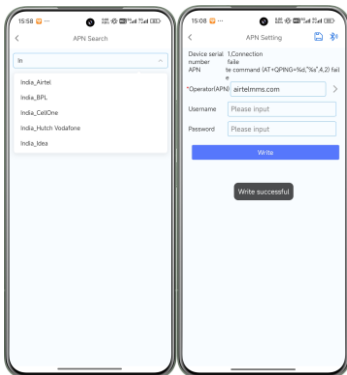 15:58
APN Search
In
India_Airtel
India_BPL
India_CellOne
India_Hutch Vodafone
India_Idea
15:08
APN Setting
Device serial number 1,Connection faile
APN te command (AT+QPING=%d,"%s",4,2) fail
e
*Operator(APN) airtelmms.com
Username Please input
Password Please input
Write
Write successful